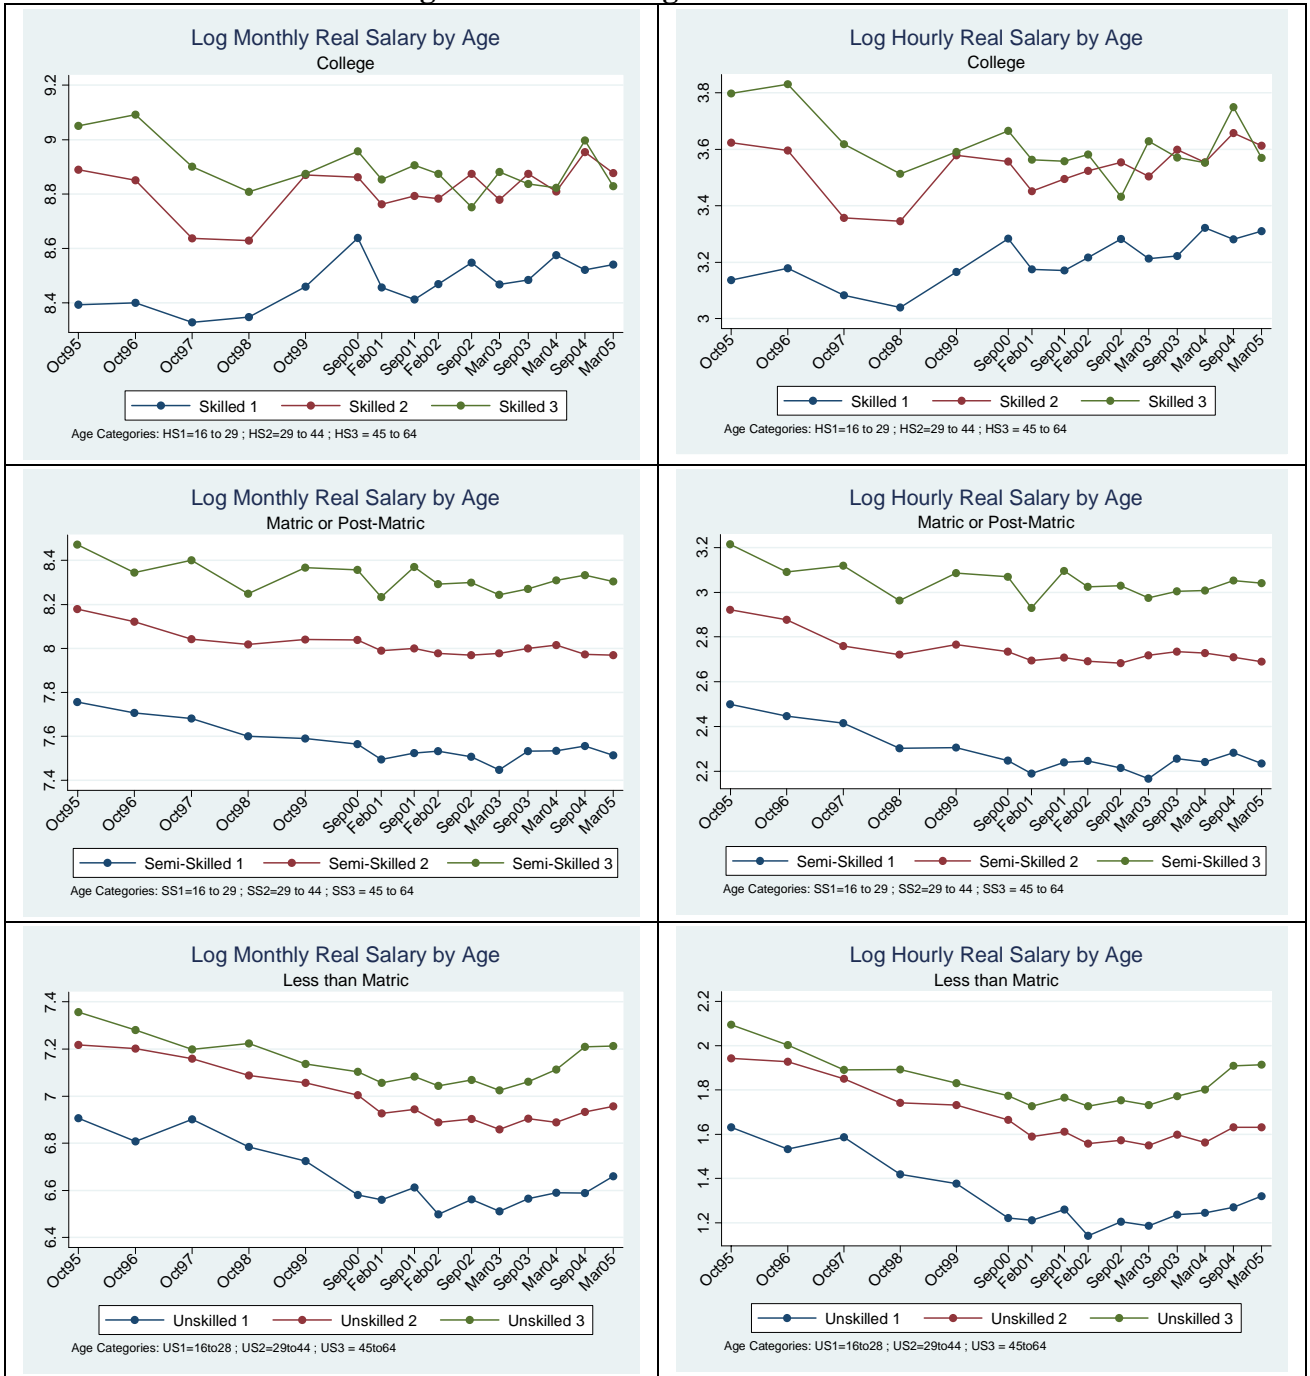 Log Monthly Real Salary by Age
College
9.2
9
8.8
8.6
8.4
Oct95 Oct96 Oct97 Oct98 Oct99 Sep00 Feb01 Sep01 Feb02 Sep02 Mar03 Sep03 Mar04 Sep04 Mar05
Skilled 1 Skilled 2 Skilled 3
Age Categories: HS1=16 to 29 ; HS2=29 to 44 ; HS3 = 45 to 64
Log Hourly Real Salary by Age
College
3.8
3.6
3.4
3.2
3
Oct95 Oct96 Oct97 Oct98 Oct99 Sep00 Feb01 Sep01 Feb02 Sep02 Mar03 Sep03 Mar04 Sep04 Mar05
Skilled 1 Skilled 2 Skilled 3
Age Categories: HS1=16 to 29 ; HS2=29 to 44 ; HS3 = 45 to 64
Log Monthly Real Salary by Age
Matric or Post-Matric
8.4
8.2
8
7.8
7.6
7.4
Oct95 Oct96 Oct97 Oct98 Oct99 Sep00 Feb01 Sep01 Feb02 Sep02 Mar03 Sep03 Mar04 Sep04 Mar05
Semi-Skilled 1 Semi-Skilled 2 Semi-Skilled 3
Age Categories: SS1=16 to 29 ; SS2=29 to 44 ; SS3 = 45 to 64
Log Hourly Real Salary by Age
Matric or Post-Matric
3.2
3
2.8
2.6
2.4
2.2
Oct95 Oct96 Oct97 Oct98 Oct99 Sep00 Feb01 Sep01 Feb02 Sep02 Mar03 Sep03 Mar04 Sep04 Mar05
Semi-Skilled 1 Semi-Skilled 2 Semi-Skilled 3
Age Categories: SS1=16 to 29 ; SS2=29 to 44 ; SS3 = 45 to 64
Log Monthly Real Salary by Age
Less than Matric
7.4
7.2
7
6.8
6.6
6.4
Oct95 Oct96 Oct97 Oct98 Oct99 Sep00 Feb01 Sep01 Feb02 Sep02 Mar03 Sep03 Mar04 Sep04 Mar05
Unskilled 1 Unskilled 2 Unskilled 3
Age Categories: US1=16to28 ; US2=29to44 ; US3 = 45to64
Log Hourly Real Salary by Age
Less than Matric
2.2
2
1.8
1.6
1.4
1.2
Oct95 Oct96 Oct97 Oct98 Oct99 Sep00 Feb01 Sep01 Feb02 Sep02 Mar03 Sep03 Mar04 Sep04 Mar05
Unskilled 1 Unskilled 2 Unskilled 3
Age Categories: US1=16to28 ; US2=29to44 ; US3 = 45to64